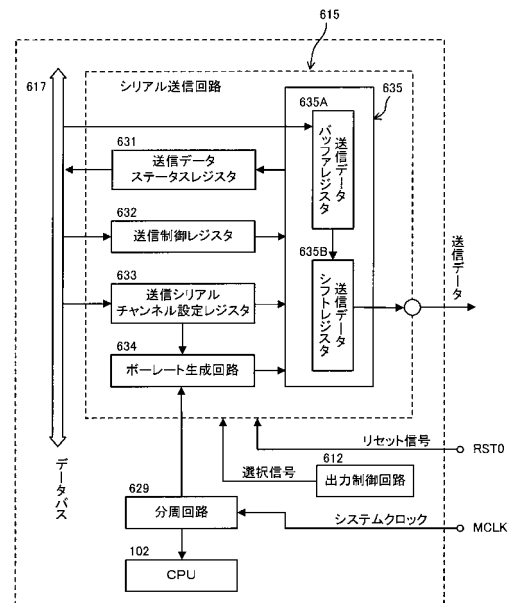 615
617
シリアル送信回路
635A
635
送信データ
バッファレジスタ
631
送信データ
ステータスレジスタ
632
送信制御レジスタ
635B
送信データ
シフトレジスタ
送信データ
633
送信シリアル
チャンネル設定レジスタ
634
ボーレート生成回路
リセット信号
RST0
612
選択信号
出力制御回路
データバス
629
分周回路
システムクロック
MCLK
102
CPU